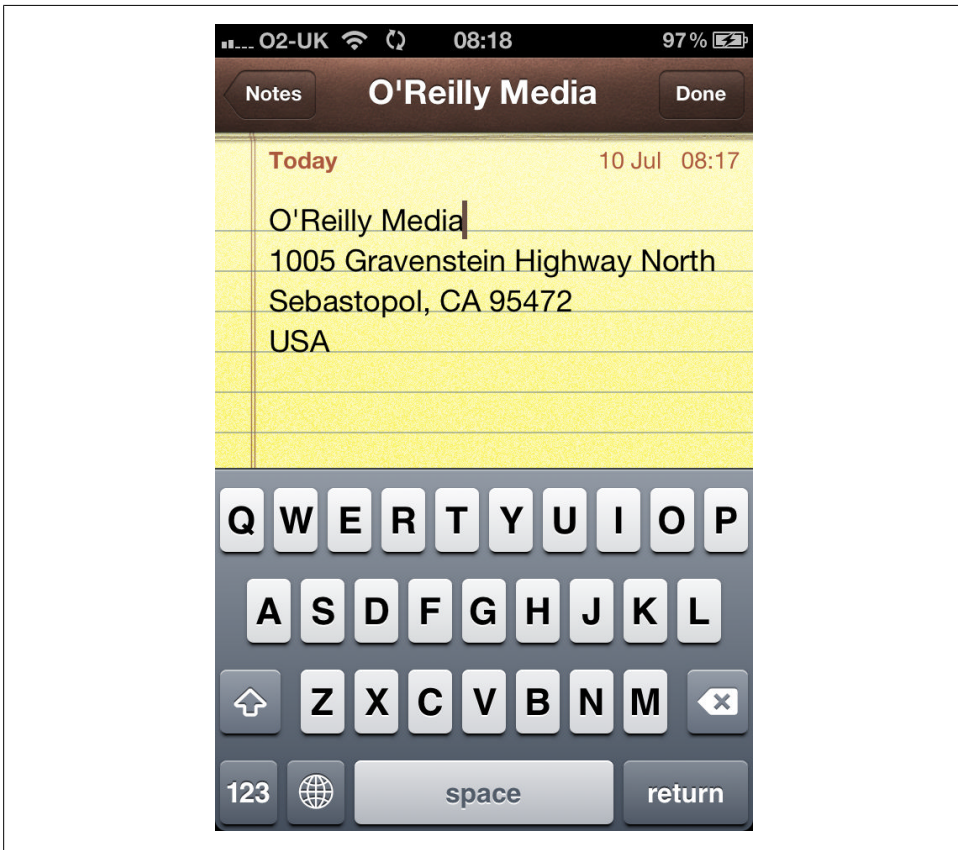 O2-UK 08:18 97%
Notes O'Reilly Media Done
Today 10 Jul 08:17
O'Reilly Media
1005 Gravenstein Highway North
Sebastopol, CA 95472
USA
Q W E R T Y U I O P
A S D F G H J K L
Z X C V B N M
123 space return